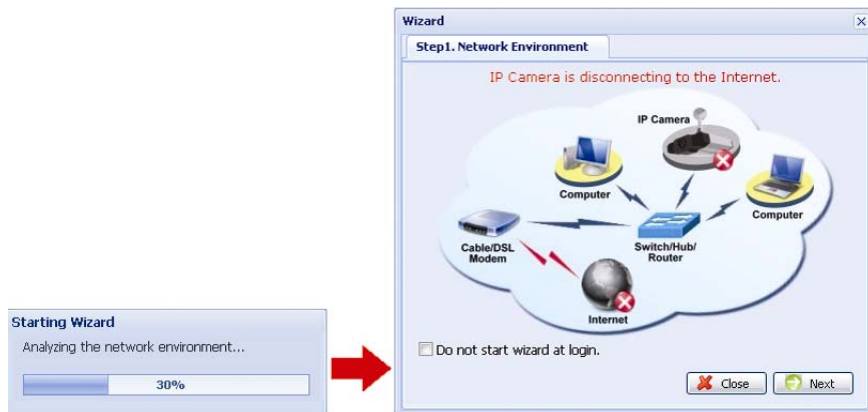 Starting Wizard
Analyzing the network environment...
30%
Wizard
Step1. Network Environment
IP Camera is disconnecting to the Internet.
IP Camera
Computer
Computer
Cable/DSL
Modem
Switch/Hub/
Router
Internet
Do not start wizard at login.
Close
Next